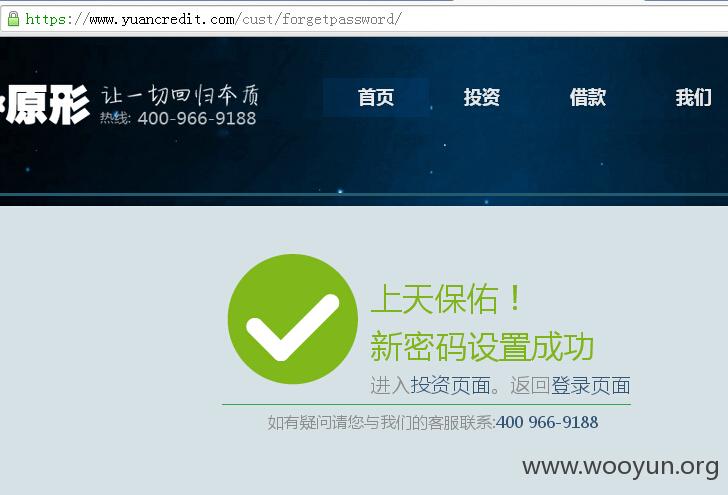 https://www.yuancredit.com/cust/forgetpassword/
原形
让一切回归本质
热线: 400-966-9188
首页 投资 借款 我们
上天保佑！
新密码设置成功
进入投资页面。返回登录页面
如有疑问请您与我们的客服联系:400 966-9188
www.wooyun.org